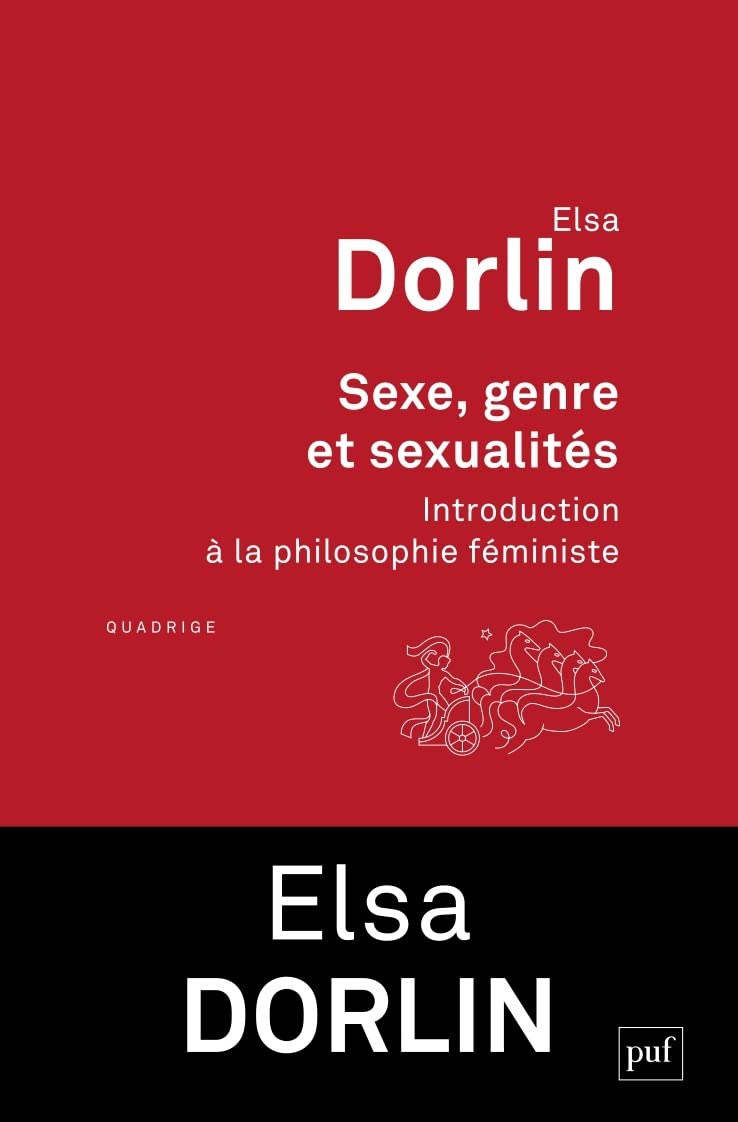 Elsa
Dorlin
Sexe, genre
et sexualités
Introduction
à la philosophie féministe
QUADRIGE
Elsa
DORLIN
puf